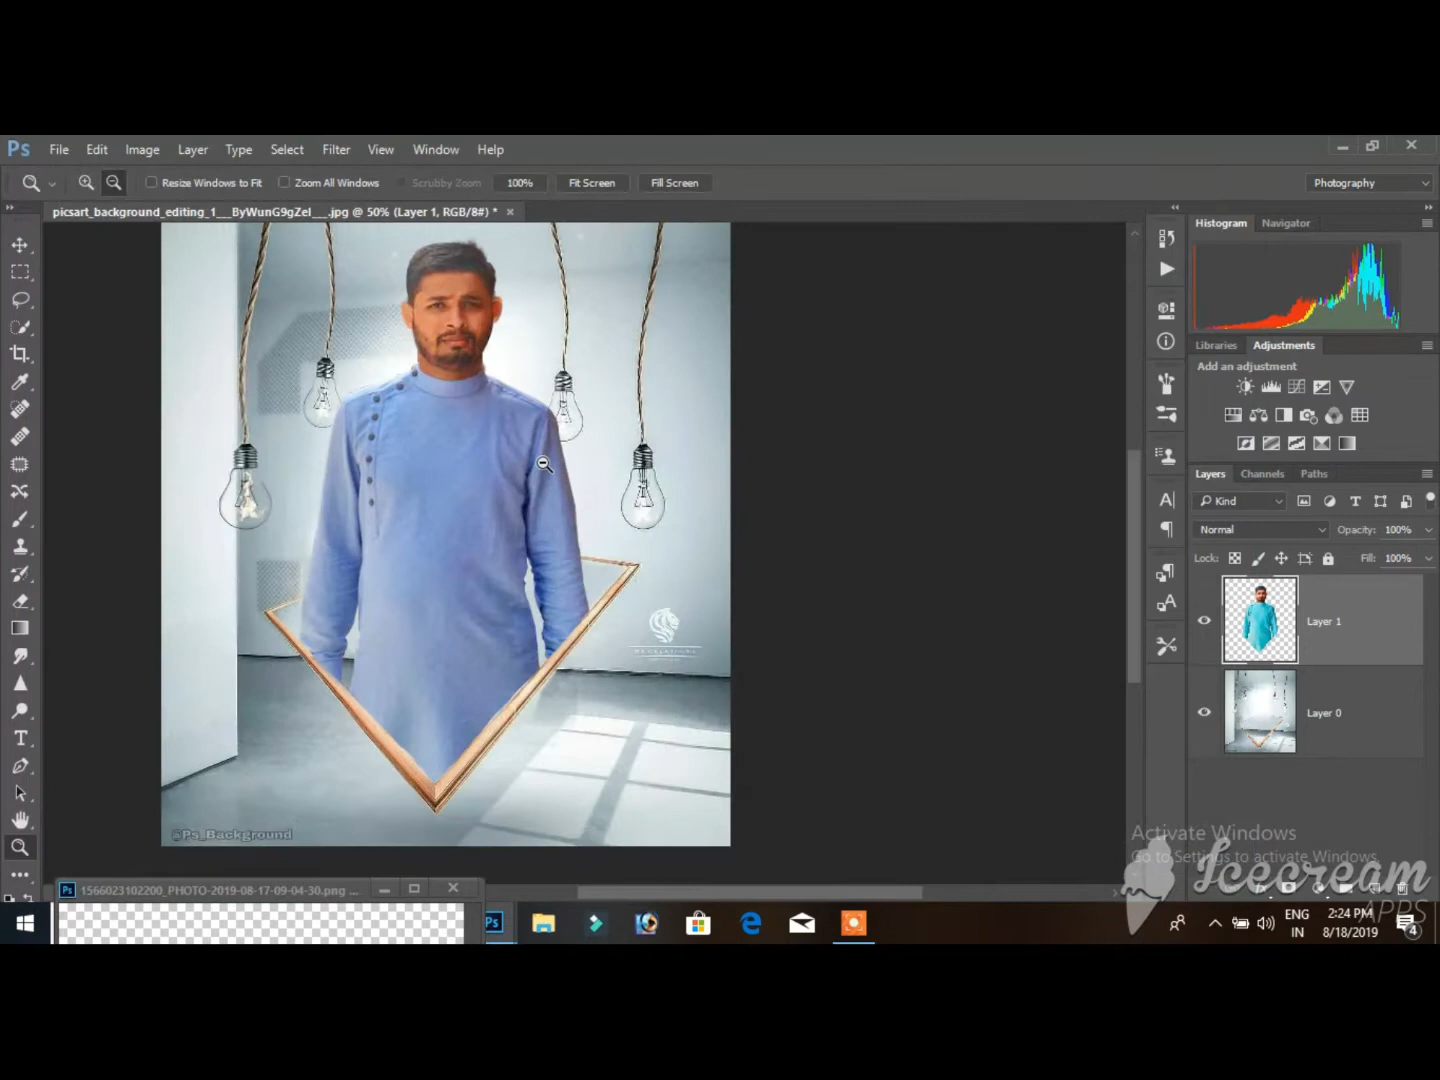 Ps File Edit Image Layer Type Select Filter View Window Help
Resize Windows to Fit Zoom All Windows Scrubby Zoom 100% Fit Screen Fill Screen Photography
picsart_background_editing_1___ByWunG9gZel___.jpg @ 50% (Layer 1, RGB/8#) *
Histogram Navigator
Libraries Adjustments
Add an adjustment
Layers Channels Paths
Kind
Normal Opacity: 100%
Lock: Fill: 100%
Layer 1
Layer 0
@Ps_Background
Activate Windows
Go to Settings to activate Windows.
Icecream
APPS
Ps 1566023102200_PHOTO-2019-08-17-09-04-30.png ...
Ps
ENG 2:24 PM
IN 8/18/2019 4